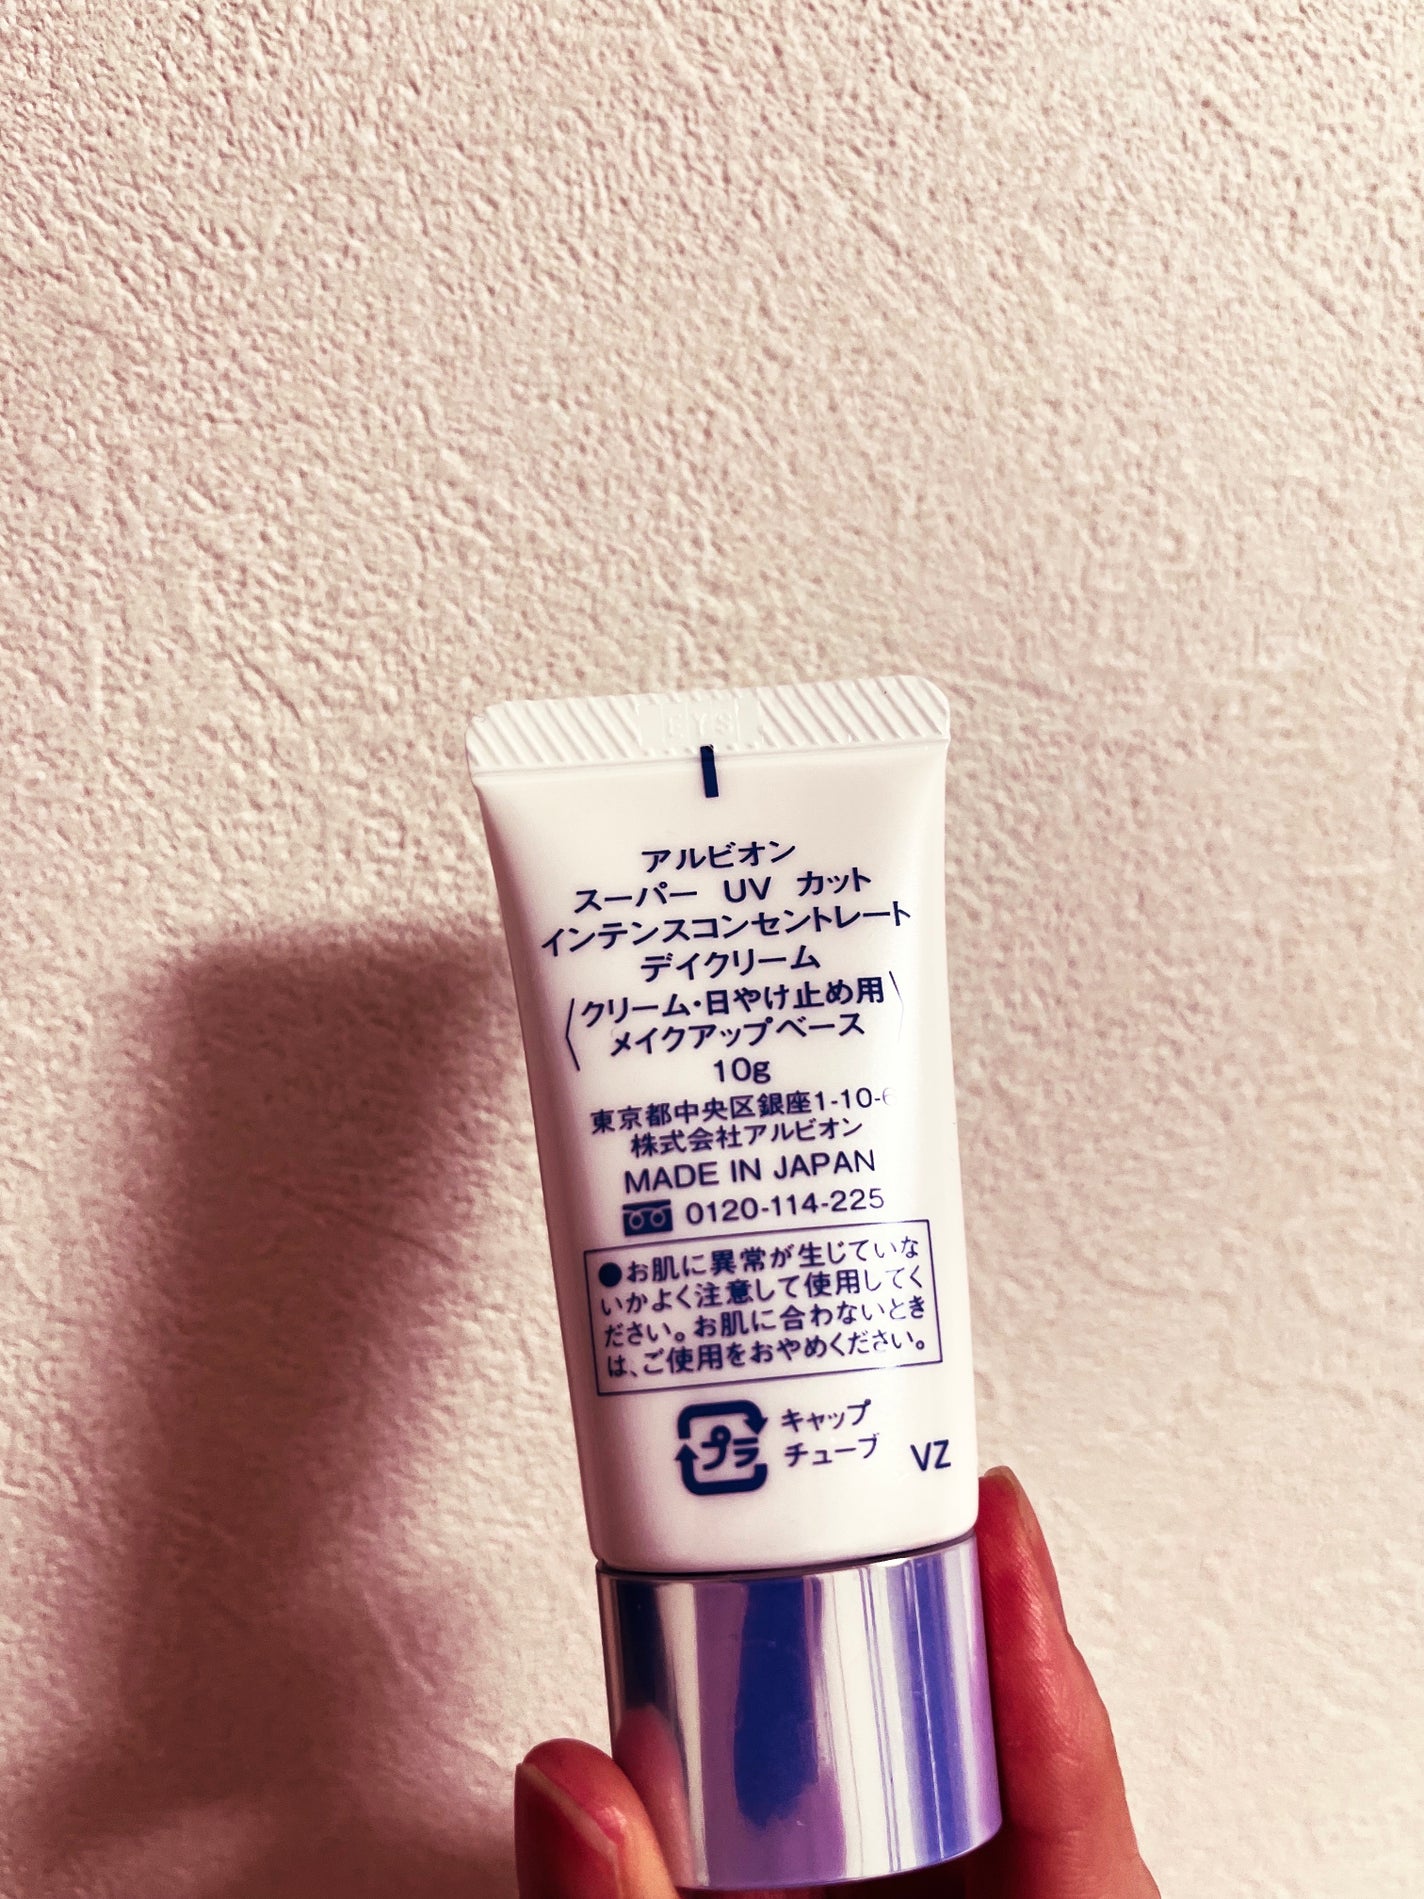 アルビオン
スーパー UV カット
インテンスコンセントレート
デイクリーム
〈クリーム・日やけ止め用
メイクアップベース〉
10g
東京都中央区銀座1-10-6
株式会社アルビオン
MADE IN JAPAN
0120-114-225
●お肌に異常が生じていな
いかよく注意して使用してく
ださい。お肌に合わないとき
は、ご使用をおやめください。
プラ
キャップ
チューブ
VZ